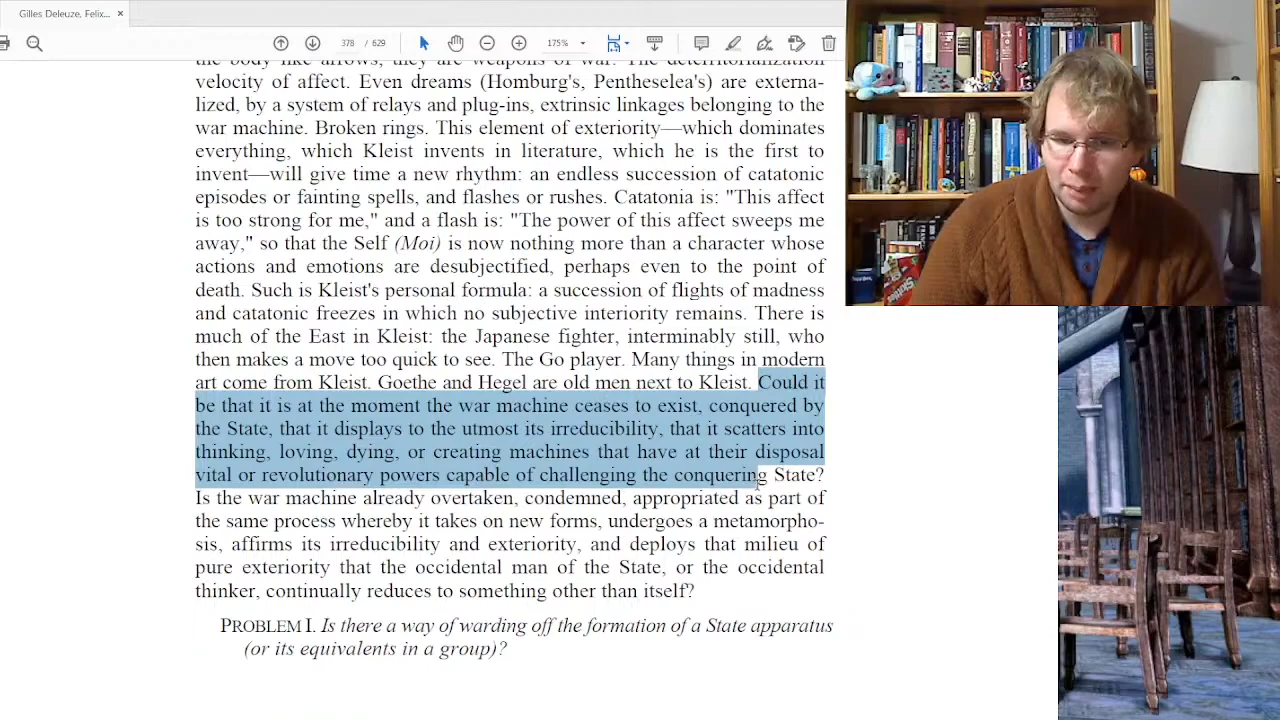 Gilles Deleuze, Felix...
378 / 629
175%
the body like arrows, they are weapons of war. The deterritorialization
velocity of affect. Even dreams (Homburg's, Pentheselea's) are externa-
lized, by a system of relays and plug-ins, extrinsic linkages belonging to the
war machine. Broken rings. This element of exteriority—which dominates
everything, which Kleist invents in literature, which he is the first to
invent—will give time a new rhythm: an endless succession of catatonic
episodes or fainting spells, and flashes or rushes. Catatonia is: "This affect
is too strong for me," and a flash is: "The power of this affect sweeps me
away," so that the Self (Moi) is now nothing more than a character whose
actions and emotions are desubjectified, perhaps even to the point of
death. Such is Kleist's personal formula: a succession of flights of madness
and catatonic freezes in which no subjective interiority remains. There is
much of the East in Kleist: the Japanese fighter, interminably still, who
then makes a move too quick to see. The Go player. Many things in modern
art come from Kleist. Goethe and Hegel are old men next to Kleist. Could it
be that it is at the moment the war machine ceases to exist, conquered by
the State, that it displays to the utmost its irreducibility, that it scatters into
thinking, loving, dying, or creating machines that have at their disposal
vital or revolutionary powers capable of challenging the conquering State?
Is the war machine already overtaken, condemned, appropriated as part of
the same process whereby it takes on new forms, undergoes a metamorpho-
sis, affirms its irreducibility and exteriority, and deploys that milieu of
pure exteriority that the occidental man of the State, or the occidental
thinker, continually reduces to something other than itself?
PROBLEM I. Is there a way of warding off the formation of a State apparatus
(or its equivalents in a group)?
Skittles